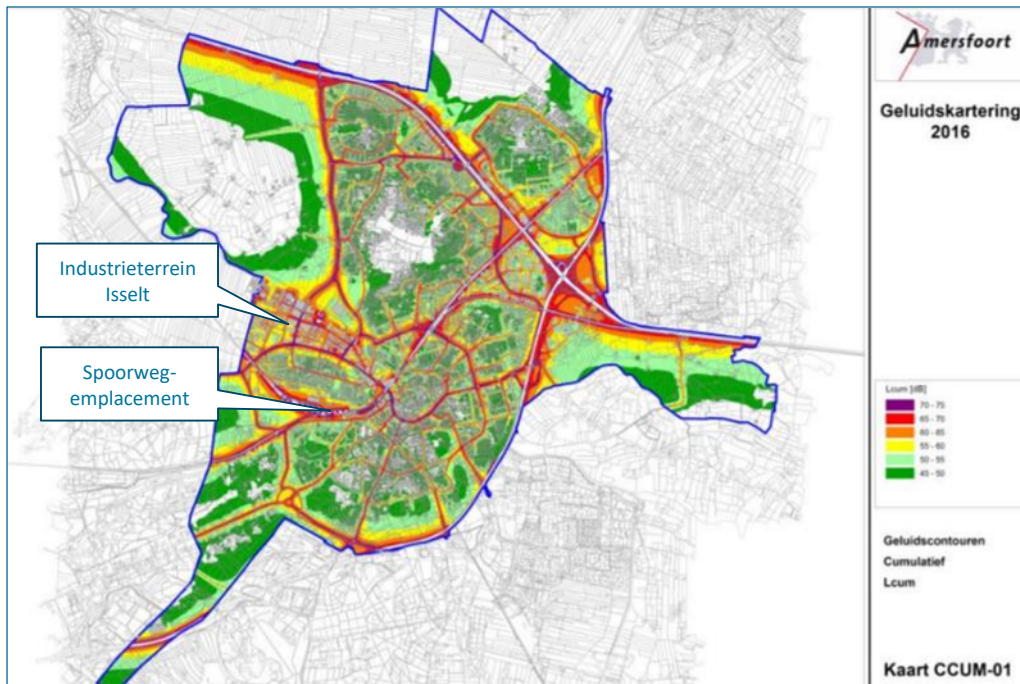 Amersfoort
Geluidskartering
2016
Industrieterrein
Isselt
Spoorweg-
emplacement
Lcum [dB]
70 - 75
65 - 70
60 - 65
55 - 60
50 - 55
45 - 50
Geluidscontouren
Cumulatief
Lcum
Kaart CCUM-01